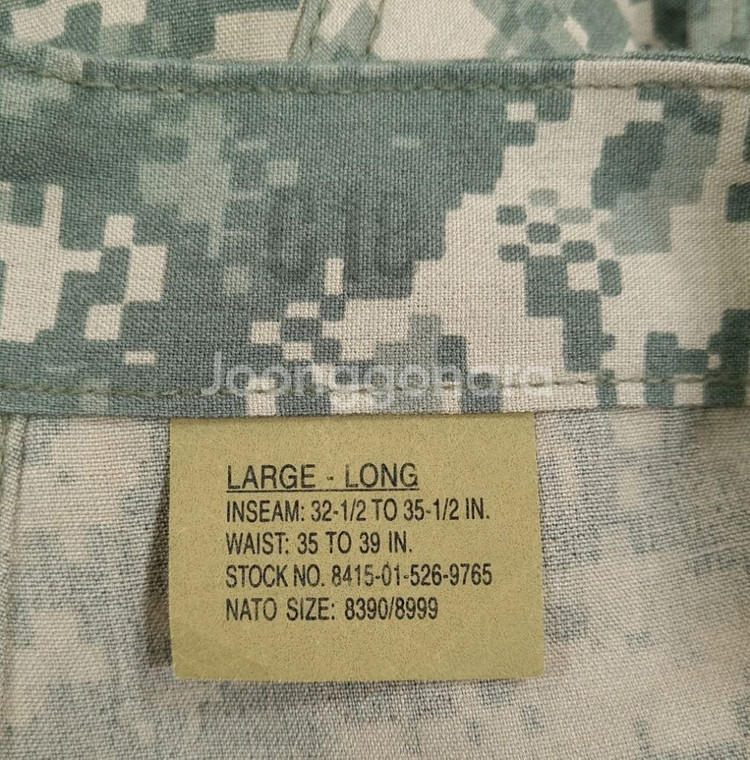 Joonagonara
LARGE - LONG
INSEAM: 32-1/2 TO 35-1/2 IN.
WAIST: 35 TO 39 IN.
STOCK NO. 8415-01-526-9765
NATO SIZE: 8390/8999